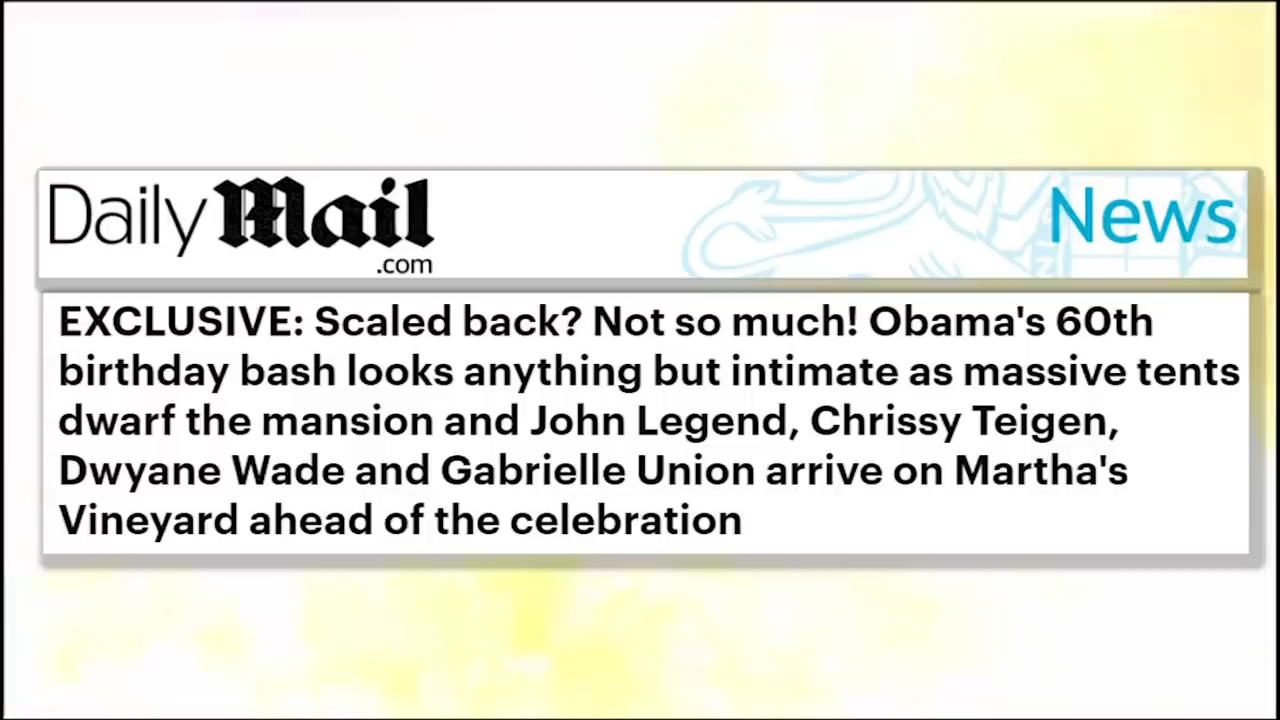 Daily Mail
.com
News
EXCLUSIVE: Scaled back? Not so much! Obama's 60th
birthday bash looks anything but intimate as massive tents
dwarf the mansion and John Legend, Chrissy Teigen,
Dwyane Wade and Gabrielle Union arrive on Martha's
Vineyard ahead of the celebration